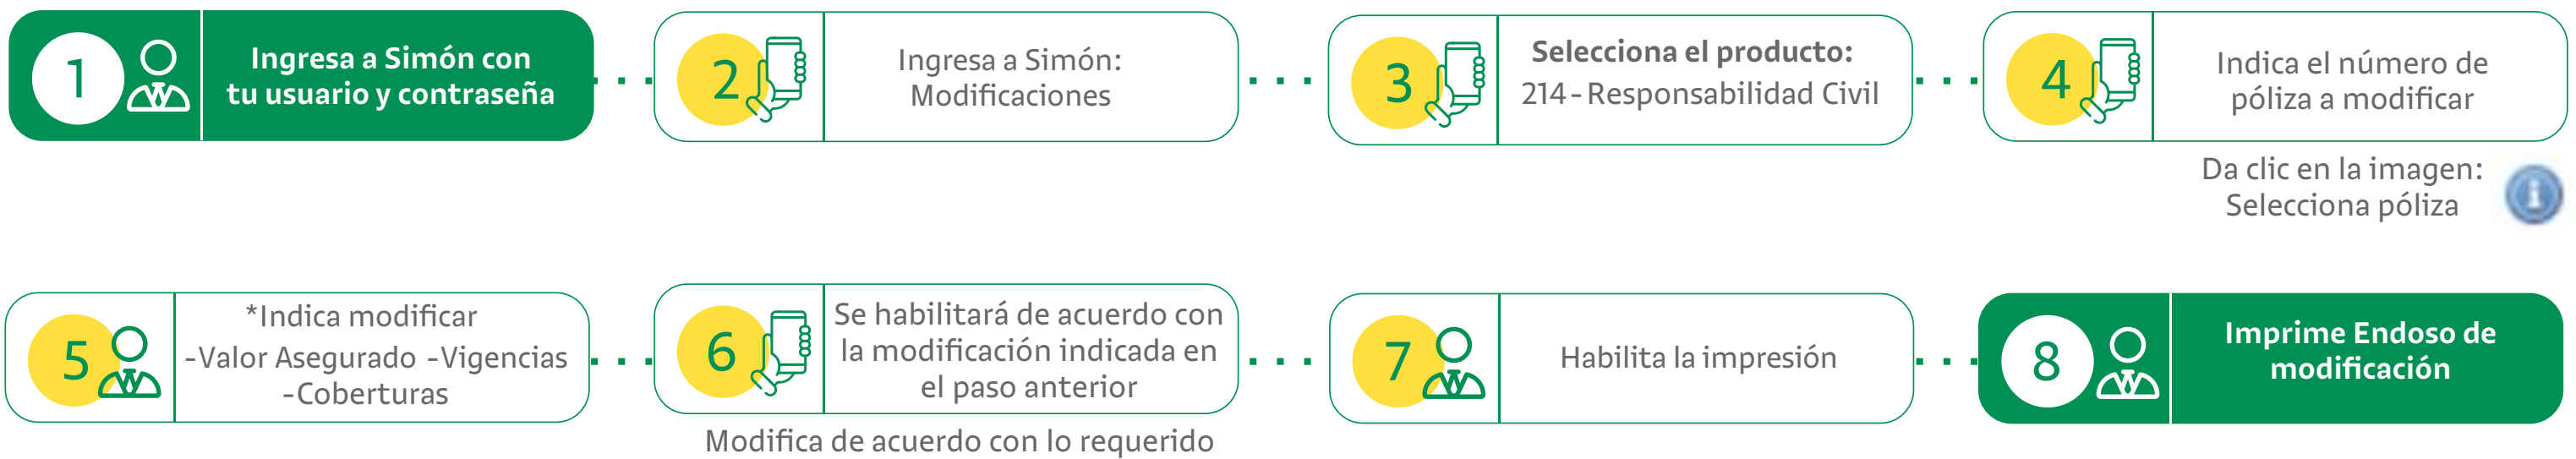 1
Ingresa a Simón con
tu usuario y contraseña
2
Ingresa a Simón:
Modificaciones
3
Selecciona el producto:
214-Responsabilidad Civil
4
Indica el número de
póliza a modificar
Da clic en la imagen:
Selecciona póliza
i
5
*Indica modificar
-Valor Asegurado -Vigencias
-Coberturas
6
Se habilitará de acuerdo con
la modificación indicada en
el paso anterior
Modifica de acuerdo con lo requerido
7
Habilita la impresión
8
Imprime Endoso de
modificación